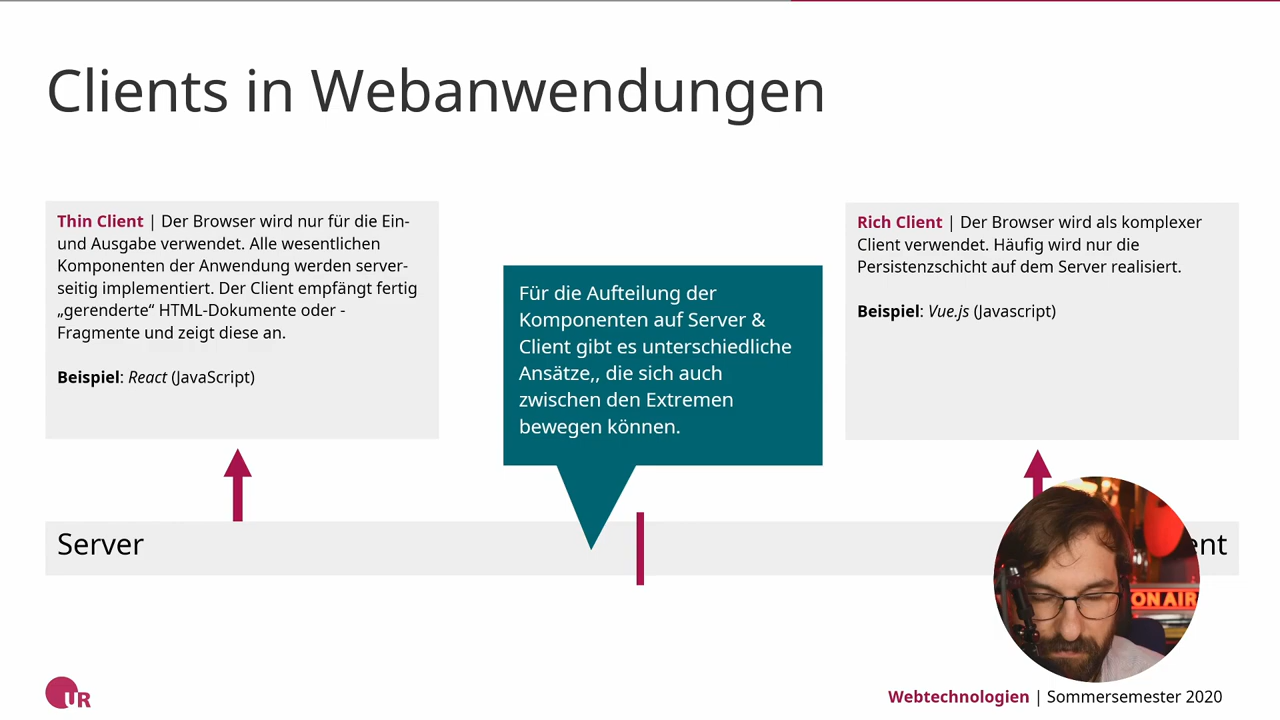 Clients in Webanwendungen
Thin Client | Der Browser wird nur für die Ein-
und Ausgabe verwendet. Alle wesentlichen
Komponenten der Anwendung werden server-
seitig implementiert. Der Client empfängt fertig
„gerenderte“ HTML-Dokumente oder -
Fragmente und zeigt diese an.
Beispiel: React (JavaScript)
Für die Aufteilung der
Komponenten auf Server &
Client gibt es unterschiedliche
Ansätze,, die sich auch
zwischen den Extremen
bewegen können.
Rich Client | Der Browser wird als komplexer
Client verwendet. Häufig wird nur die
Persistenzschicht auf dem Server realisiert.
Beispiel: Vue.js (Javascript)
Server
ent
ON AIR
UR
Webtechnologien | Sommersemester 2020